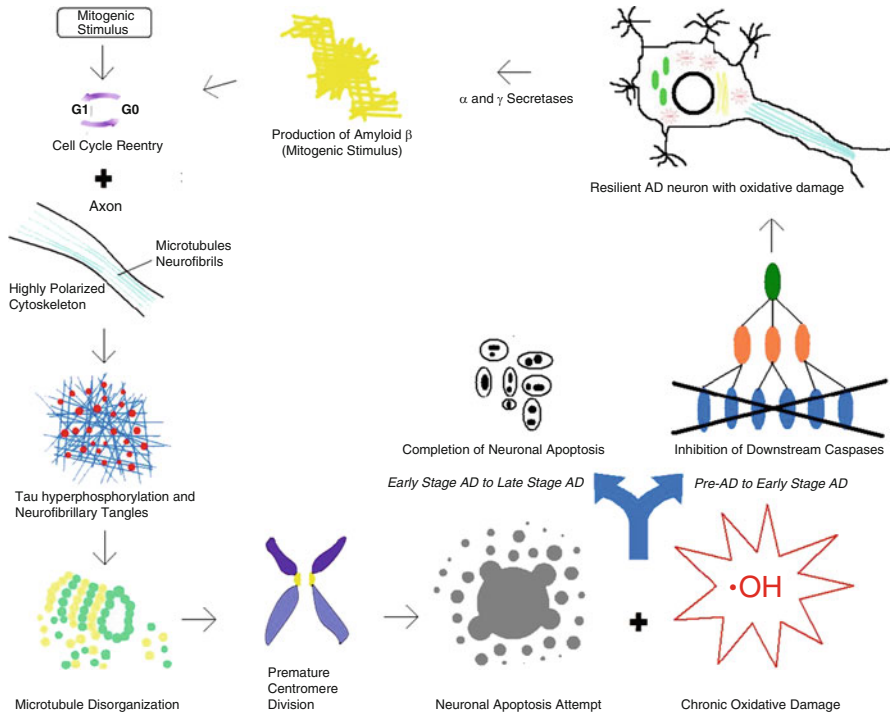 Mitogenic
Stimulus
G1 G0
Cell Cycle Reentry
Axon
Microtubules
Neurofibrils
Highly Polarized
Cytoskeleton
Tau hyperphosphorylation and
Neurofibrillary Tangles
Microtubule Disorganization
Premature
Centromere
Division
Neuronal Apoptosis Attempt
·OH
Chronic Oxidative Damage
Completion of Neuronal Apoptosis
Early Stage AD to Late Stage AD
Inhibition of Downstream Caspases
Pre-AD to Early Stage AD
Resilient AD neuron with oxidative damage
α and γ Secretases
Production of Amyloid β
(Mitogenic Stimulus)